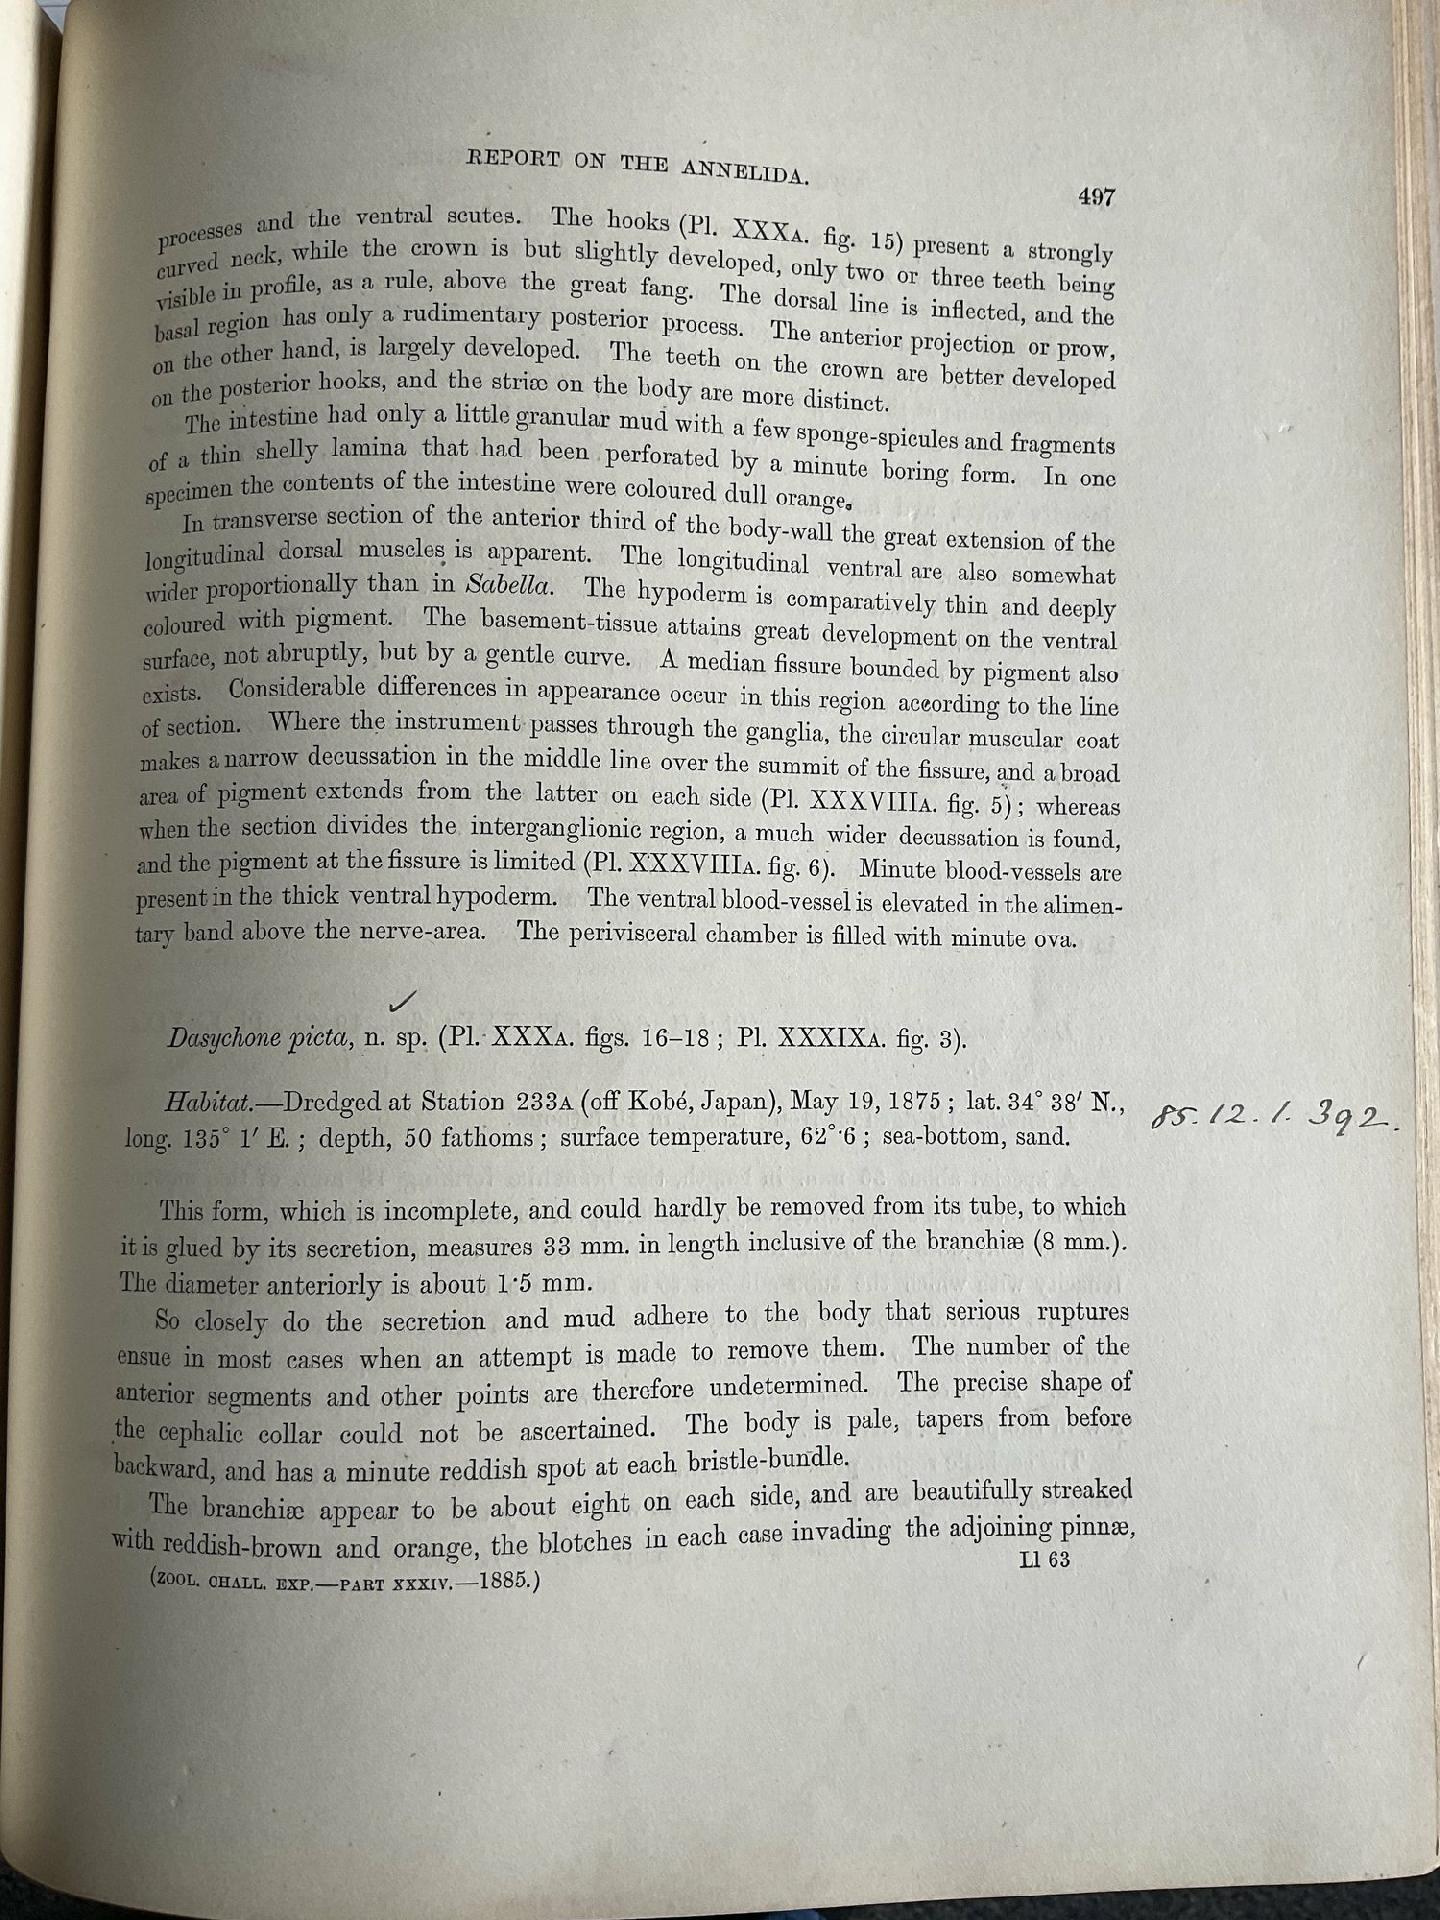 REPORT ON THE ANNELIDA.
497
processes and the ventral scutes. The hooks (Pl. XXXA. fig. 15) present a strongly
curved neck, while the crown is but slightly developed, only two or three teeth being
visible in profile, as a rule, above the great fang. The dorsal line is inflected, and the
basal region has only a rudimentary posterior process. The anterior projection or prow,
on the other hand, is largely developed. The teeth on the crown are better developed
on the posterior hooks, and the striæ on the body are more distinct.
The intestine had only a little granular mud with a few sponge-spicules and fragments
of a thin shelly lamina that had been perforated by a minute boring form. In one
specimen the contents of the intestine were coloured dull orange.
In transverse section of the anterior third of the body-wall the great extension of the
longitudinal dorsal muscles is apparent. The longitudinal ventral are also somewhat
wider proportionally than in Sabella. The hypoderm is comparatively thin and deeply
coloured with pigment. The basement-tissue attains great development on the ventral
surface, not abruptly, but by a gentle curve. A median fissure bounded by pigment also
exists. Considerable differences in appearance occur in this region according to the line
of section. Where the instrument passes through the ganglia, the circular muscular coat
makes a narrow decussation in the middle line over the summit of the fissure, and a broad
area of pigment extends from the latter on each side (Pl. XXXVIIIA. fig. 5); whereas
when the section divides the interganglionic region, a much wider decussation is found,
and the pigment at the fissure is limited (Pl. XXXVIIIA. fig. 6). Minute blood-vessels are
present in the thick ventral hypoderm. The ventral blood-vessel is elevated in the alimen-
tary band above the nerve-area. The perivisceral chamber is filled with minute ova.
✓
Dasychone picta, n. sp. (Pl. XXXA. figs. 16–18; Pl. XXXIXA. fig. 3).
Habitat.—Dredged at Station 233A (off Kobé, Japan), May 19, 1875; lat. 34° 38′ N.,
long. 135° 1′ E.; depth, 50 fathoms; surface temperature, 62°·6; sea-bottom, sand.
85.12.1.392.
This form, which is incomplete, and could hardly be removed from its tube, to which
it is glued by its secretion, measures 33 mm. in length inclusive of the branchiæ (8 mm.).
The diameter anteriorly is about 1·5 mm.
So closely do the secretion and mud adhere to the body that serious ruptures
ensue in most cases when an attempt is made to remove them. The number of the
anterior segments and other points are therefore undetermined. The precise shape of
the cephalic collar could not be ascertained. The body is pale, tapers from before
backward, and has a minute reddish spot at each bristle-bundle.
The branchiæ appear to be about eight on each side, and are beautifully streaked
with reddish-brown and orange, the blotches in each case invading the adjoining pinnæ,
(ZOOL. CHALL. EXP.—PART XXXIV.—1885.)
Ll 63